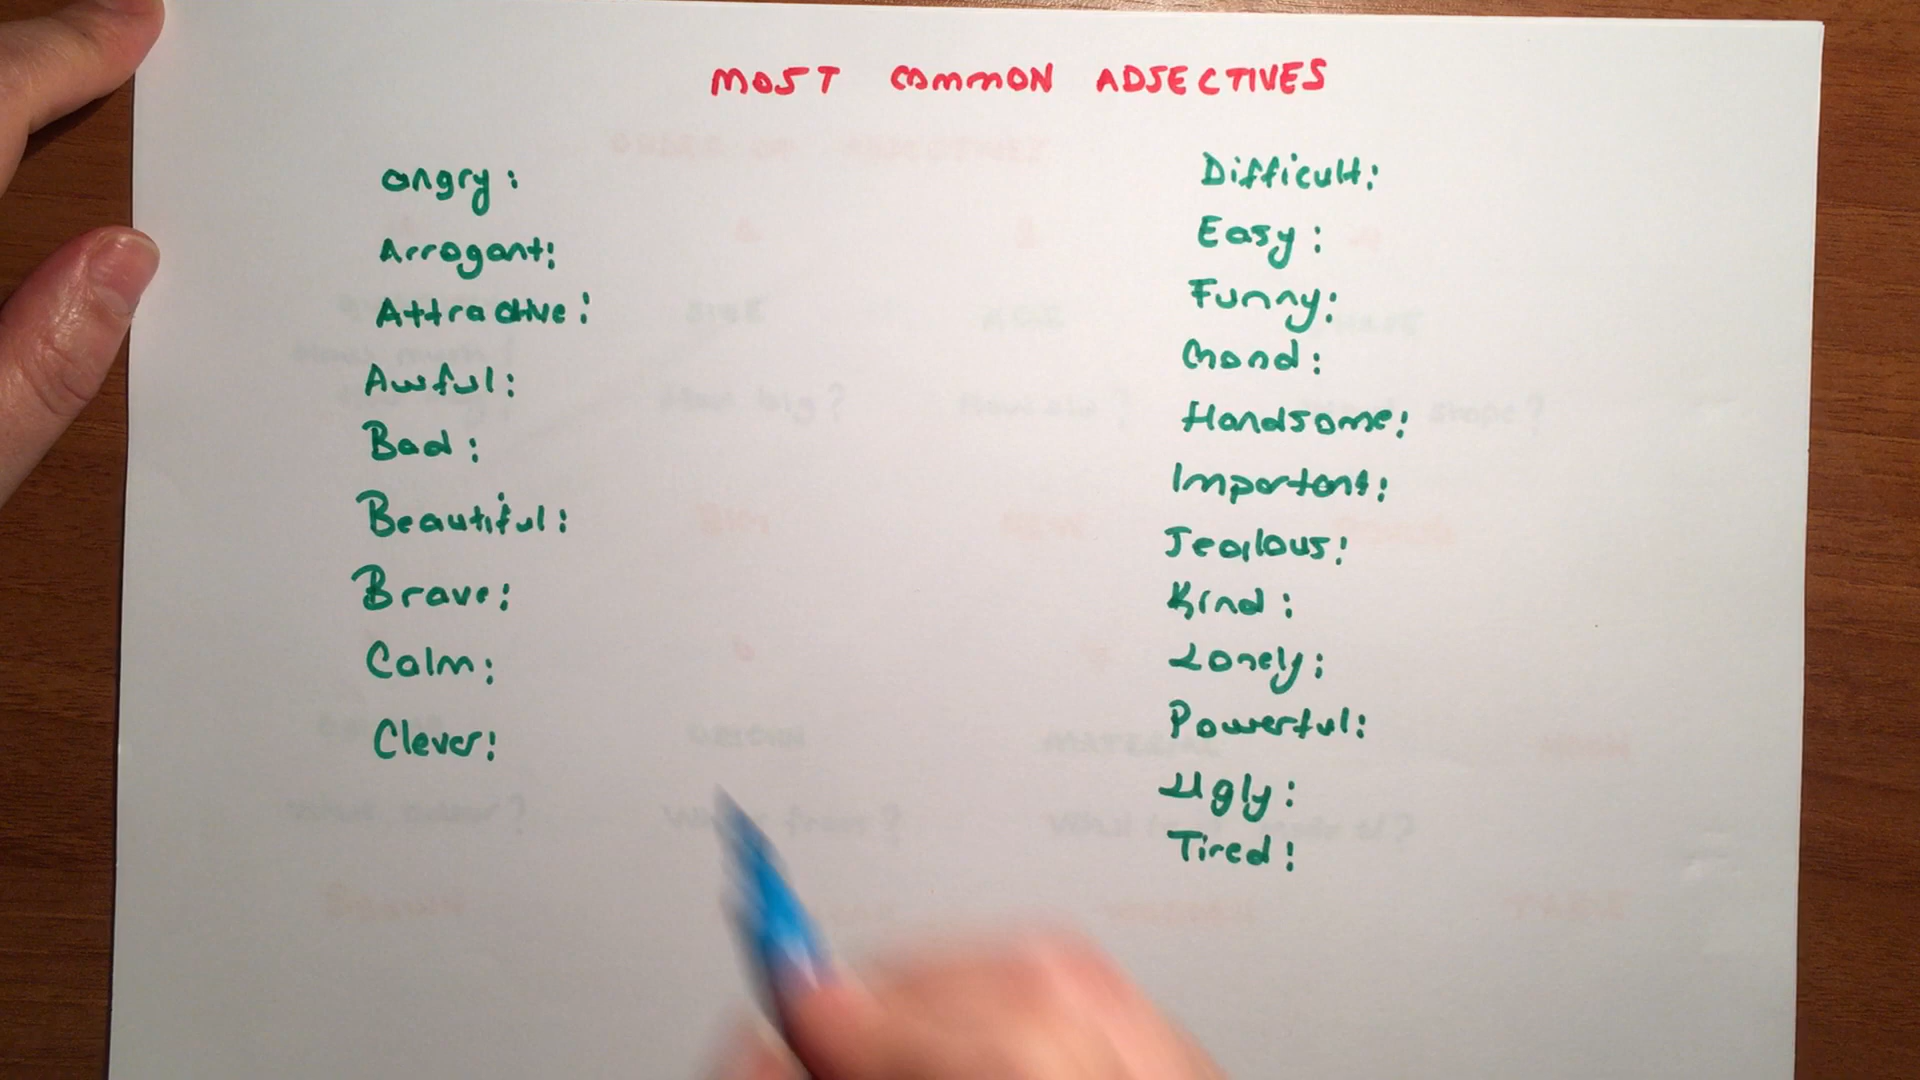 MOST COMMON ADJECTIVES
angry:
Arrogant:
Attractive:
Awful:
Bad:
Beautiful:
Brave:
Calm:
Clever:
Difficult:
Easy:
Funny:
Handsome:
Important:
Jealous:
Kind:
Lonely:
Powerful:
Ugly:
Tired: